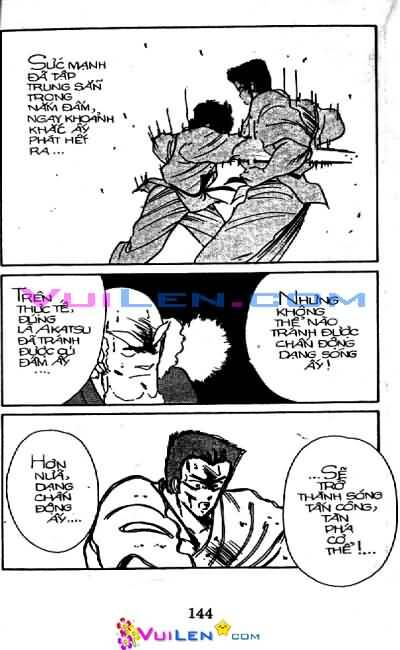 SỨC MẠNH
ĐÃ TẬP
TRUNG SẴN
TRONG
NẮM ĐẤM,
NGAY KHOẢNH
KHẮC ẤY
PHÁT HẾT
RA...
NHƯNG
KHÔNG
THỂ NÀO
TRÁNH ĐƯỢC
CHẤN ĐỘNG
DẠNG SÓNG
ẤY!
TRÊN
THỰC TẾ,
ĐÚNG
LÀ AKATSU
ĐÃ TRÁNH
ĐƯỢC CÚ
ĐẤM ẤY
....
VUILEN.COM
...SẼ
TRỞ
THÀNH SÓNG
TẤN CÔNG,
TÀN
PHÁ
CƠ
THỂ!...
HƠN
NỮA,
DẠNG
CHẤN
ĐỘNG
ẤY....
144
VUILEN.COM